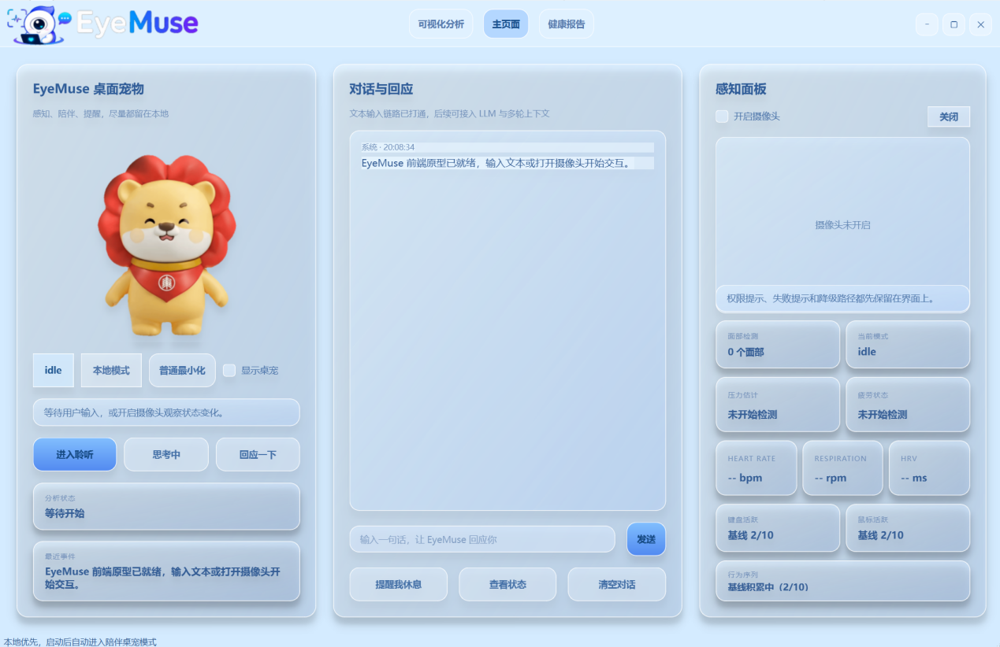 EyeMuse
可视化分析
主页面
健康报告
EyeMuse 桌面宠物
感知、陪伴、提醒，尽量都留在本地
idle
本地模式
普通最小化
显示桌宠
等待用户输入，或开启摄像头观察状态变化。
进入聆听
思考中
回应一下
分析状态
等待开始
最近事件
EyeMuse 前端原型已就绪，输入文本或打开摄像头开
始交互。
对话与回应
文本输入链路已打通，后续可接入 LLM 与多轮上下文
系统 · 20:08:34
EyeMuse 前端原型已就绪，输入文本或打开摄像头开始交互。
输入一句话，让 EyeMuse 回应你
发送
提醒我休息
查看状态
清空对话
感知面板
开启摄像头
关闭
摄像头未开启
权限提示、失败提示和降级路径都先保留在界面上。
面部检测
0 个面部
当前模式
idle
压力估计
未开始检测
疲劳状态
未开始检测
HEART RATE
-- bpm
RESPIRATION
-- rpm
HRV
-- ms
键盘活跃
基线 2/10
鼠标活跃
基线 2/10
行为序列
基线积累中（2/10）
本地优先，启动后自动进入陪伴桌宠模式